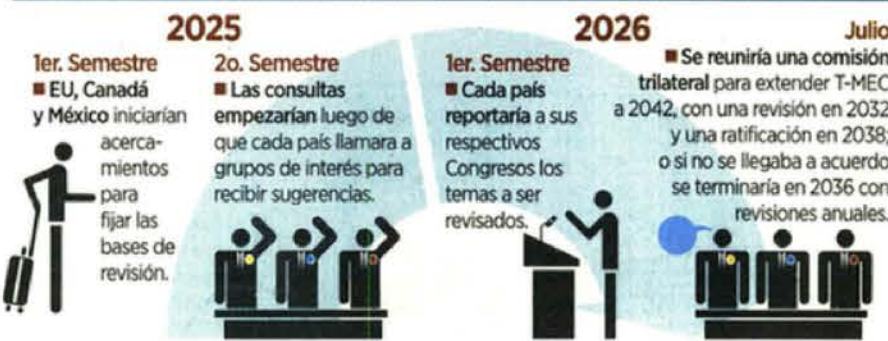 2025
1er. Semestre
■ EU, Canadá
y México iniciarían
acerca-
mientos
para
fijar las
bases de
revisión.
2o. Semestre
■ Las consultas
empezarían luego de
que cada país llamara a
grupos de interés para
recibir sugerencias.
2026
1er. Semestre
■ Cada país
reportaría a sus
respectivos
Congresos los
temas a ser
revisados.
Julio
■ Se reuniría una comisión
trilateral para extender T-MEC
a 2042, con una revisión en 2032
y una ratificación en 2038;
o si no se llegaba a acuerdo
se terminaría en 2036 con
revisiones anuales.